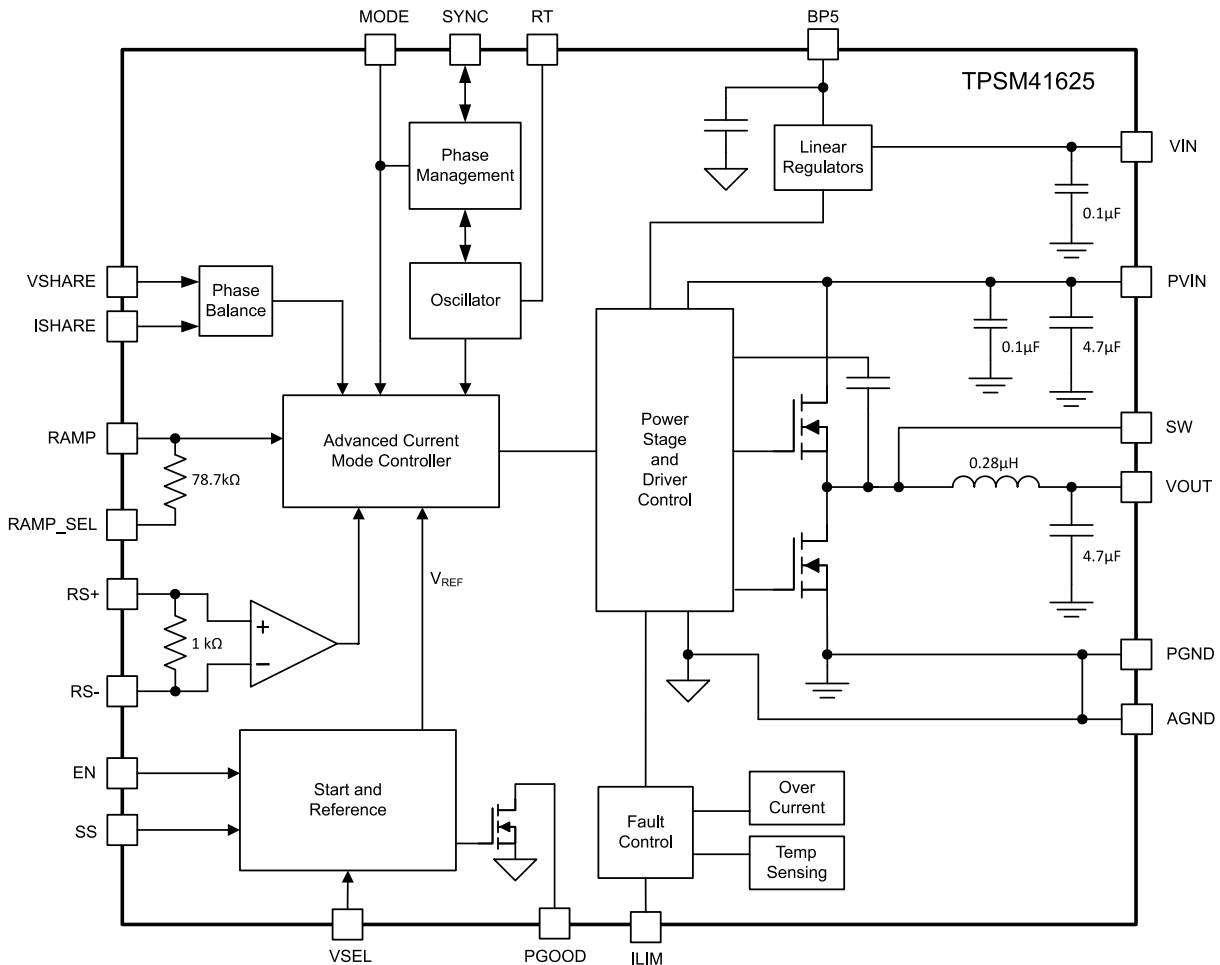 MODE
SYNC
RT
BP5
TPSM41625
Phase
Management
Linear
Regulators
VIN
0.1µF
VSHARE
ISHARE
Phase
Balance
Oscillator
PVIN
0.1µF
4.7µF
RAMP
78.7kΩ
RAMP_SEL
Advanced Current
Mode Controller
Power
Stage
and
Driver
Control
SW
0.28µH
VOUT
4.7µF
VREF
RS+
1 kΩ
RS-
+
−
PGND
AGND
EN
SS
Start and
Reference
Fault
Control
Over
Current
Temp
Sensing
VSEL
PGOOD
ILIM